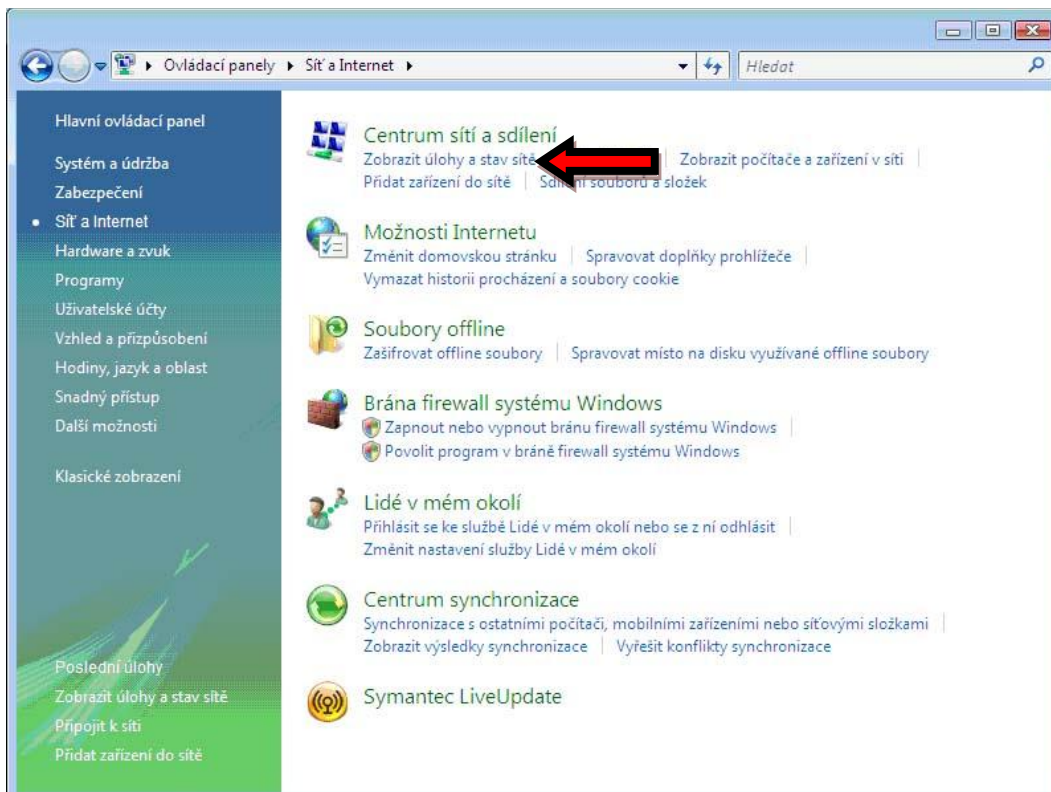 Ovládací panely ▸ Síť a Internet ▸
Hledat
Hlavní ovládací panel
Systém a údržba
Zabezpečení
Síť a Internet
Hardware a zvuk
Programy
Uživatelské účty
Vzhled a přizpůsobení
Hodiny, jazyk a oblast
Snadný přístup
Další možnosti
Klasické zobrazení
Poslední úlohy
Zobrazit úlohy a stav sítě
Připojit k síti
Přidat zařízení do sítě
Centrum sítí a sdílení
Zobrazit úlohy a stav sítě Zobrazit počítače a zařízení v síti
Přidat zařízení do sítě Sdílení souborů a složek
Možnosti Internetu
Změnit domovskou stránku Spravovat doplňky prohlížeče
Vymazat historii procházení a soubory cookie
Soubory offline
Zašifrovat offline soubory Spravovat místo na disku využívané offline soubory
Brána firewall systému Windows
Zapnout nebo vypnout bránu firewall systému Windows
Povolit program v bráně firewall systému Windows
Lidé v mém okolí
Přihlásit se ke službě Lidé v mém okolí nebo se z ní odhlásit
Změnit nastavení služby Lidé v mém okolí
Centrum synchronizace
Synchronizace s ostatními počítači, mobilními zařízeními nebo síťovými složkami
Zobrazit výsledky synchronizace Vyřešit konflikty synchronizace
Symantec LiveUpdate